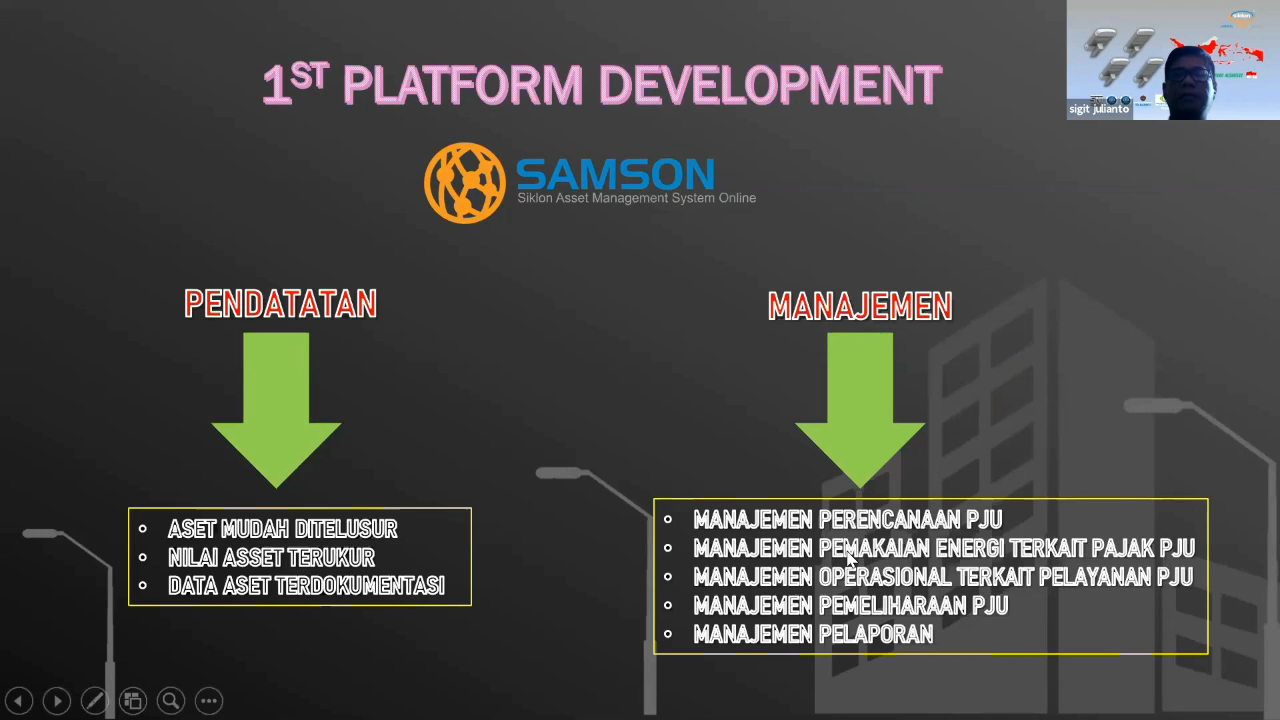 1ST PLATFORM DEVELOPMENT
SAMSON
Siklon Asset Management System Online
sigit julianto
PENDATATAN
MANAJEMEN
ASET MUDAH DITELUSUR
NILAI ASSET TERUKUR
DATA ASET TERDOKUMENTASI
MANAJEMEN PERENCANAAN PJU
MANAJEMEN PEMAKAIAN ENERGI TERKAIT PAJAK PJU
MANAJEMEN OPERASIONAL TERKAIT PELAYANAN PJU
MANAJEMEN PEMELIHARAAN PJU
MANAJEMEN PELAPORAN